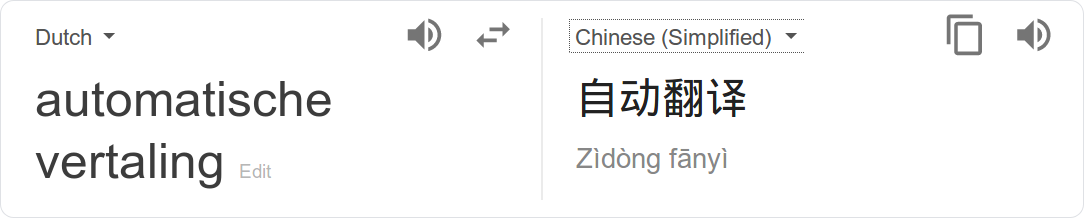 Dutch
automatische
vertaling Edit
Chinese (Simplified)
自动翻译
Zìdòng fānyì